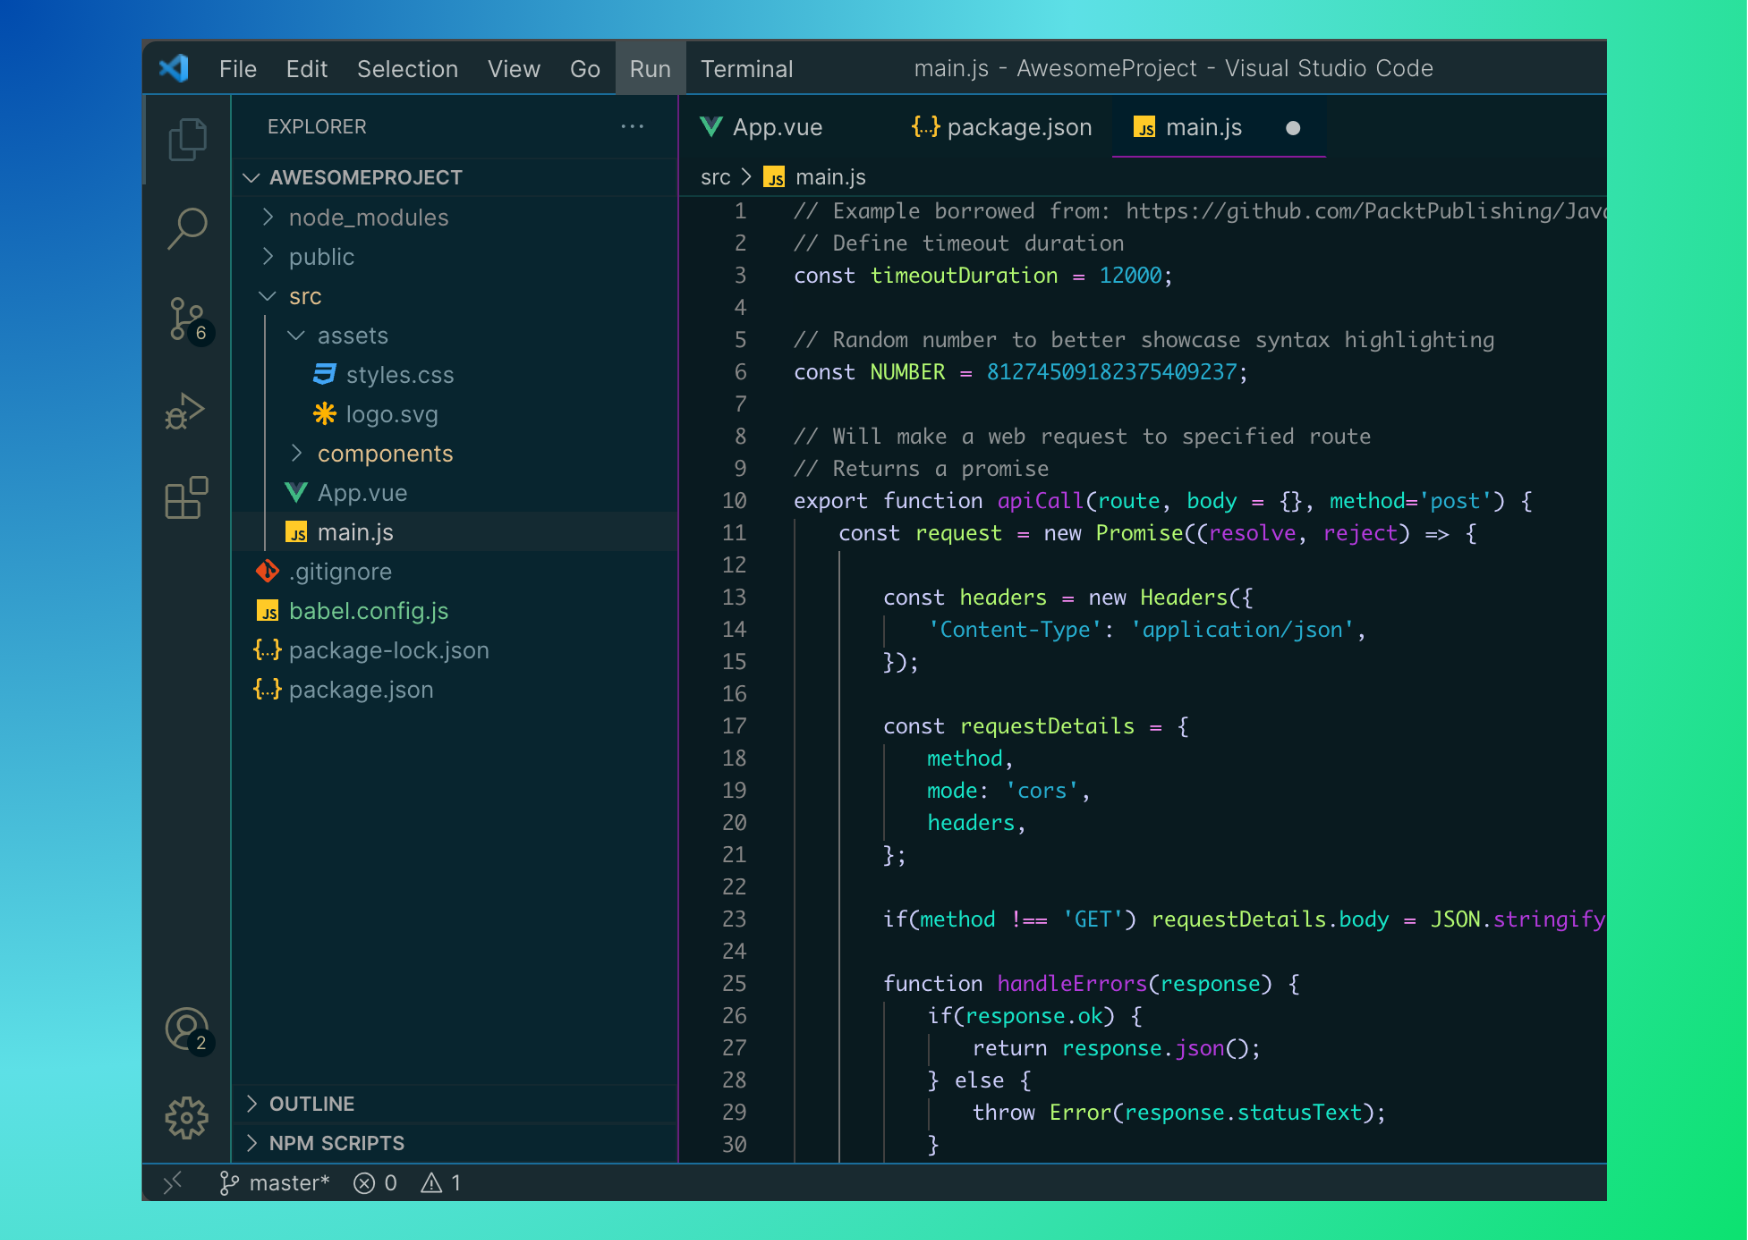 File Edit Selection View Go Run Terminal main.js - AwesomeProject - Visual Studio Code
EXPLORER ...
AWESOMEPROJECT
node_modules
public
src
assets
styles.css
logo.svg
components
App.vue
JS main.js
.gitignore
JS babel.config.js
{..} package-lock.json
{..} package.json
6
2
OUTLINE
NPM SCRIPTS
App.vue {..} package.json JS main.js
src > JS main.js
1 // Example borrowed from: https://github.com/PacktPublishing/Java
2 // Define timeout duration
3 const timeoutDuration = 12000;
4
5 // Random number to better showcase syntax highlighting
6 const NUMBER = 81274509182375409237;
7
8 // Will make a web request to specified route
9 // Returns a promise
10 export function apiCall(route, body = {}, method='post') {
11 const request = new Promise((resolve, reject) => {
12
13 const headers = new Headers({
14 'Content-Type': 'application/json',
15 });
16
17 const requestDetails = {
18 method,
19 mode: 'cors',
20 headers,
21 };
22
23 if(method !== 'GET') requestDetails.body = JSON.stringify
24
25 function handleErrors(response) {
26 if(response.ok) {
27 return response.json();
28 } else {
29 throw Error(response.statusText);
30 }
master* 0 1